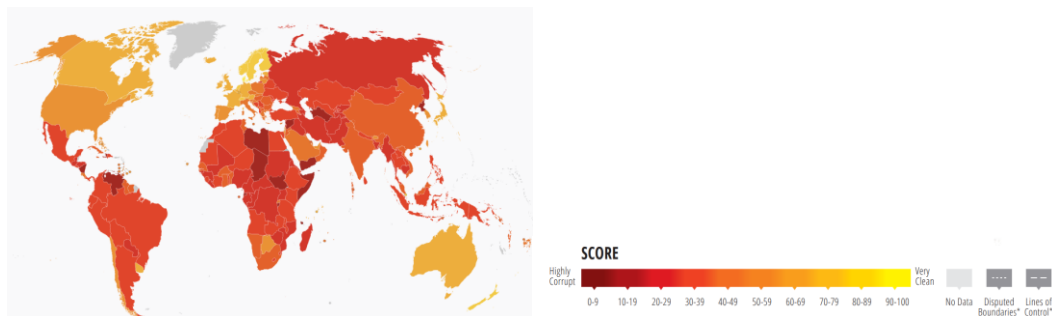 SCORE
Highly
Corrupt
Very
Clean
0-9 10-19 20-29 30-39 40-49 50-59 60-69 70-79 80-89 90-100
No Data
Disputed
Boundaries*
Lines of
Control*